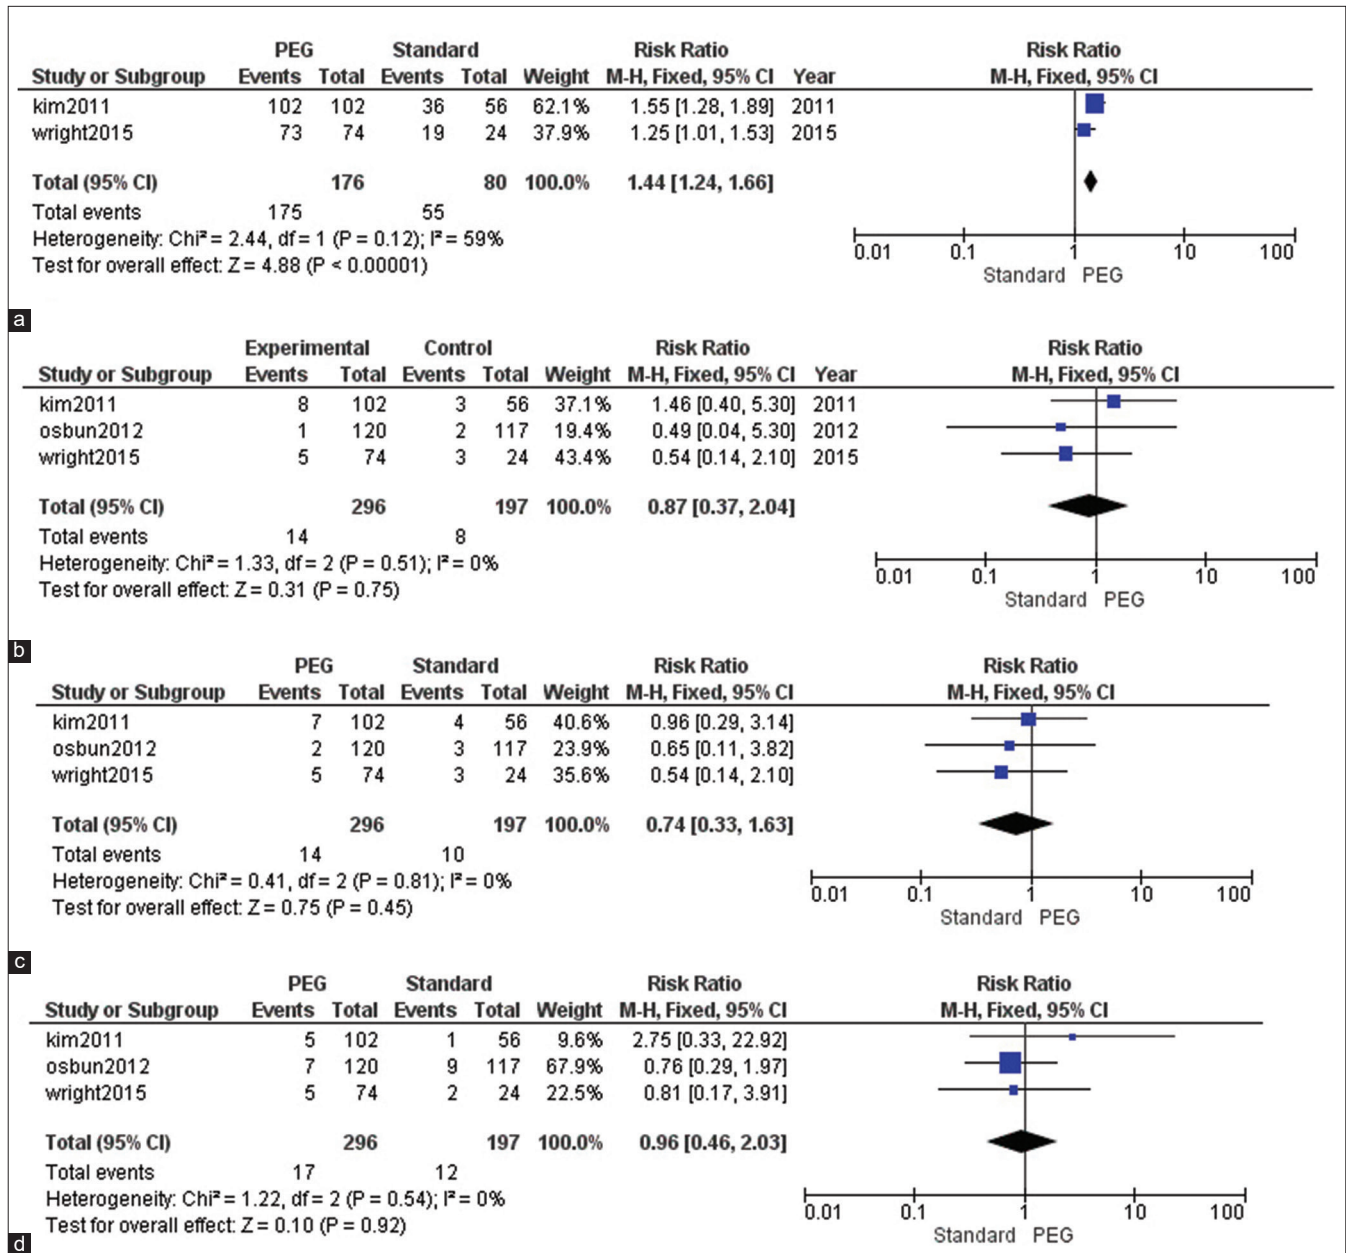 PEG Standard Risk Ratio Risk Ratio
Study or Subgroup Events Total Events Total Weight M-H, Fixed, 95% CI Year M-H, Fixed, 95% CI
kim2011 102 102 36 56 62.1% 1.55 [1.28, 1.89] 2011
wright2015 73 74 19 24 37.9% 1.25 [1.01, 1.53] 2015
Total (95% CI) 176 80 100.0% 1.44 [1.24, 1.66]
Total events 175 55
Heterogeneity: Chi² = 2.44, df = 1 (P = 0.12); I² = 59%
Test for overall effect: Z = 4.88 (P < 0.00001)
0.01 0.1 1 10 100
Standard PEG
a
Experimental Control Risk Ratio Risk Ratio
Study or Subgroup Events Total Events Total Weight M-H, Fixed, 95% CI Year M-H, Fixed, 95% CI
kim2011 8 102 3 56 37.1% 1.46 [0.40, 5.30] 2011
osbun2012 1 120 2 117 19.4% 0.49 [0.04, 5.30] 2012
wright2015 5 74 3 24 43.4% 0.54 [0.14, 2.10] 2015
Total (95% CI) 296 197 100.0% 0.87 [0.37, 2.04]
Total events 14 8
Heterogeneity: Chi² = 1.33, df = 2 (P = 0.51); I² = 0%
Test for overall effect: Z = 0.31 (P = 0.75)
0.01 0.1 1 10 100
Standard PEG
b
PEG Standard Risk Ratio Risk Ratio
Study or Subgroup Events Total Events Total Weight M-H, Fixed, 95% CI M-H, Fixed, 95% CI
kim2011 7 102 4 56 40.6% 0.96 [0.29, 3.14]
osbun2012 2 120 3 117 23.9% 0.65 [0.11, 3.82]
wright2015 5 74 3 24 35.6% 0.54 [0.14, 2.10]
Total (95% CI) 296 197 100.0% 0.74 [0.33, 1.63]
Total events 14 10
Heterogeneity: Chi² = 0.41, df = 2 (P = 0.81); I² = 0%
Test for overall effect: Z = 0.75 (P = 0.45)
0.01 0.1 1 10 100
Standard PEG
c
PEG Standard Risk Ratio Risk Ratio
Study or Subgroup Events Total Events Total Weight M-H, Fixed, 95% CI M-H, Fixed, 95% CI
kim2011 5 102 1 56 9.6% 2.75 [0.33, 22.92]
osbun2012 7 120 9 117 67.9% 0.76 [0.29, 1.97]
wright2015 5 74 2 24 22.5% 0.81 [0.17, 3.91]
Total (95% CI) 296 197 100.0% 0.96 [0.46, 2.03]
Total events 17 12
Heterogeneity: Chi² = 1.22, df = 2 (P = 0.54); I² = 0%
Test for overall effect: Z = 0.10 (P = 0.92)
0.01 0.1 1 10 100
Standard PEG
d